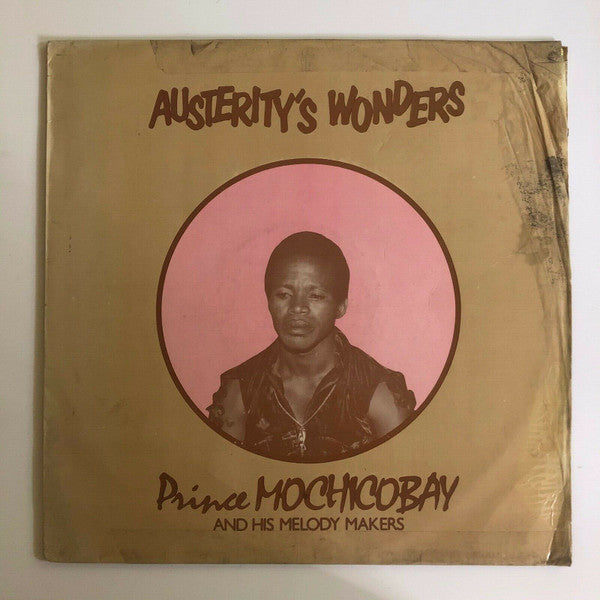 AUSTERITY'S WONDERS
Prince MOCHICOBAY
AND HIS MELODY MAKERS